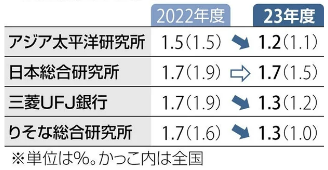 2022年度 23年度
アジア太平洋研究所 1.5(1.5) 1.2(1.1)
日本総合研究所 1.7(1.9) 1.7(1.5)
三菱UFJ銀行 1.7(1.9) 1.3(1.2)
りそな総合研究所 1.7(1.6) 1.3(1.0)
※単位は%。かっこ内は全国